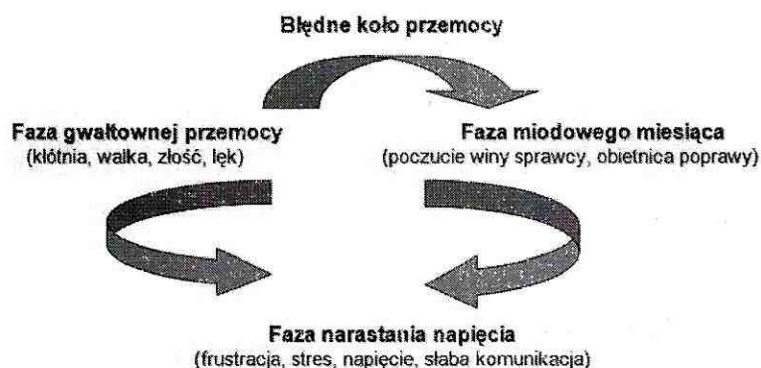 Błędne koło przemocy
Faza gwałtownej przemocy
(kłótnia, walka, złość, lęk)
Faza miodowego miesiąca
(poczucie winy sprawcy, obietnica poprawy)
Faza narastania napięcia
(frustracja, stres, napięcie, słaba komunikacja)